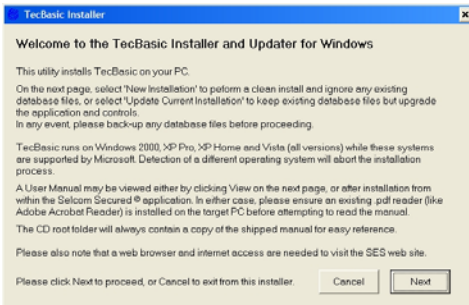 TecBasic Installer
Welcome to the TecBasic Installer and Updater for Windows
This utility installs TecBasic on your PC.
On the next page, select 'New Installation' to peform a clean install and ignore any existing
database files, or select 'Update Current Installation' to keep existing database files but upgrade
the application and controls.
In any event, please back-up any database files before proceeding.
TecBasic runs on Windows 2000, XP Pro, XP Home and Vista (all versions) while these systems
are supported by Microsoft. Detection of a different operating system will abort the installation
process.
A User Manual may be viewed either by clicking View on the next page, or after installation from
within the Selcom Secured ® application. In either case, please ensure an existing .pdf reader (like
Adobe Acrobat Reader) is installed on the target PC before attempting to read the manual.
The CD root folder will always contain a copy of the shipped manual for easy reference.
Please also note that a web browser and internet access are needed to visit the SES web site.
Please click Next to proceed, or Cancel to exit from this installer.
Cancel
Next